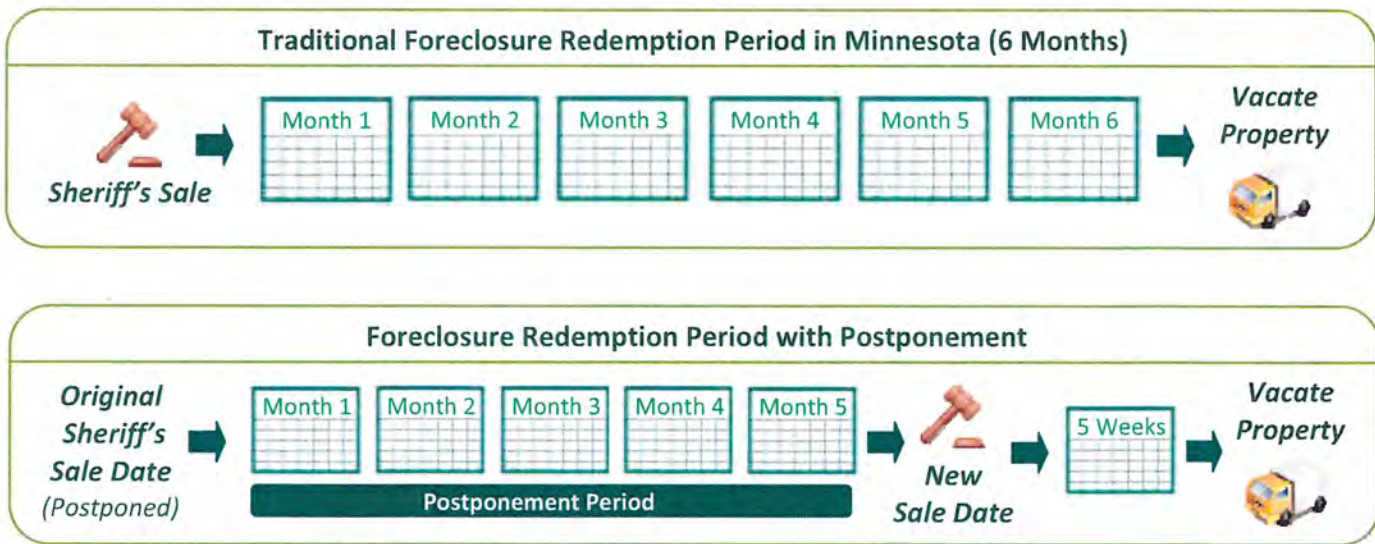 Traditional Foreclosure Redemption Period in Minnesota (6 Months)
Sheriff's Sale
Month 1
Month 2
Month 3
Month 4
Month 5
Month 6
Vacate
Property
Foreclosure Redemption Period with Postponement
Original
Sheriff's
Sale Date
(Postponed)
Month 1
Month 2
Month 3
Month 4
Month 5
Postponement Period
New
Sale Date
5 Weeks
Vacate
Property